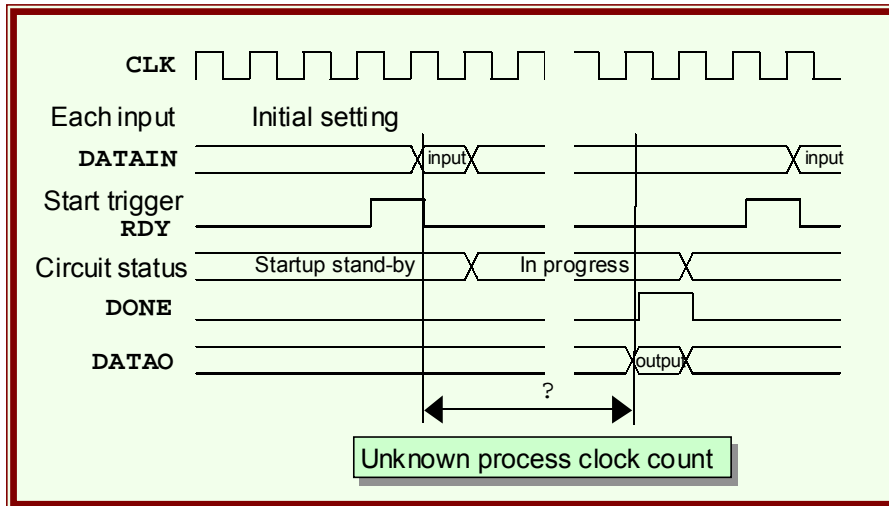 CLK
Each input Initial setting
DATAIN input input
Start trigger
RDY
Circuit status Startup stand-by In progress
DONE
DATAO output
?
Unknown process clock count